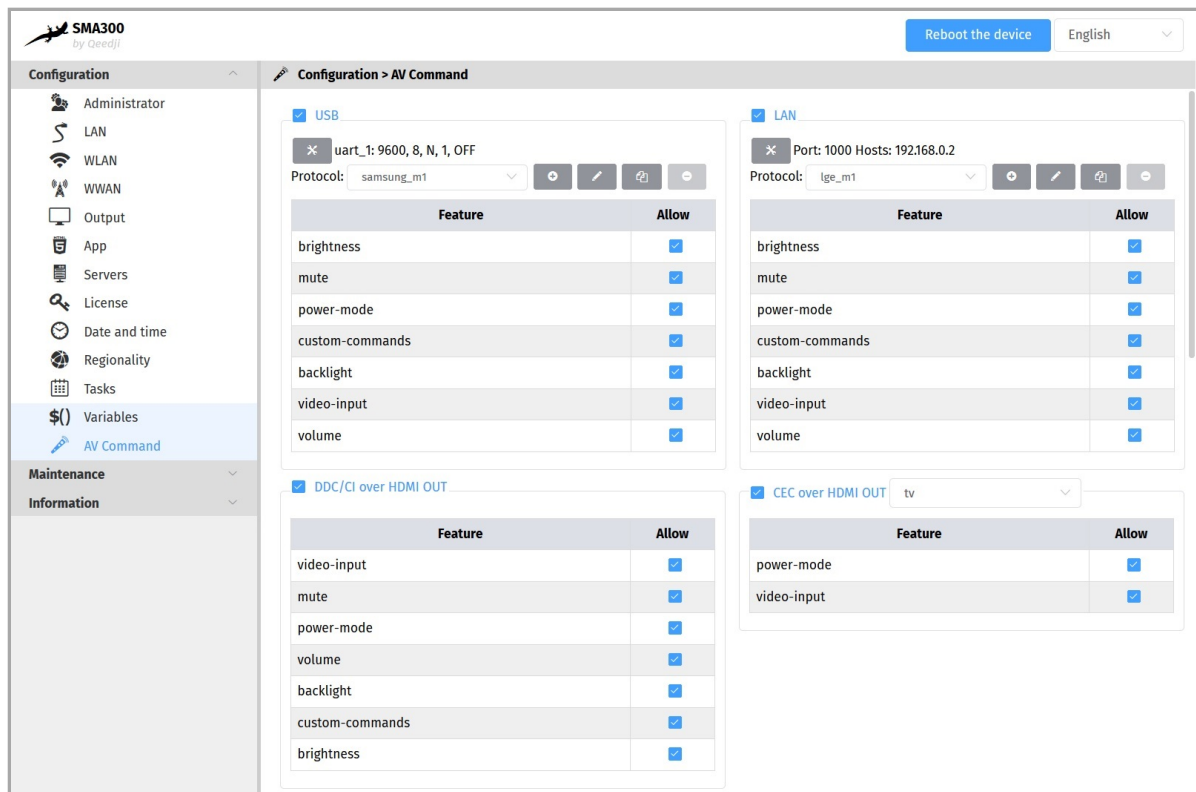 SMA300
by Qeedji
Reboot the device
English
Configuration
Administrator
LAN
WLAN
WWAN
Output
App
Servers
License
Date and time
Regionality
Tasks
$() Variables
AV Command
Maintenance
Information
Configuration > AV Command
USB
uart_1: 9600, 8, N, 1, OFF
Protocol: samsung_m1
Feature Allow
brightness
mute
power-mode
custom-commands
backlight
video-input
volume
LAN
Port: 1000 Hosts: 192.168.0.2
Protocol: lge_m1
Feature Allow
brightness
mute
power-mode
custom-commands
backlight
video-input
volume
DDC/CI over HDMI OUT
Feature Allow
video-input
mute
power-mode
volume
backlight
custom-commands
brightness
CEC over HDMI OUT tv
Feature Allow
power-mode
video-input